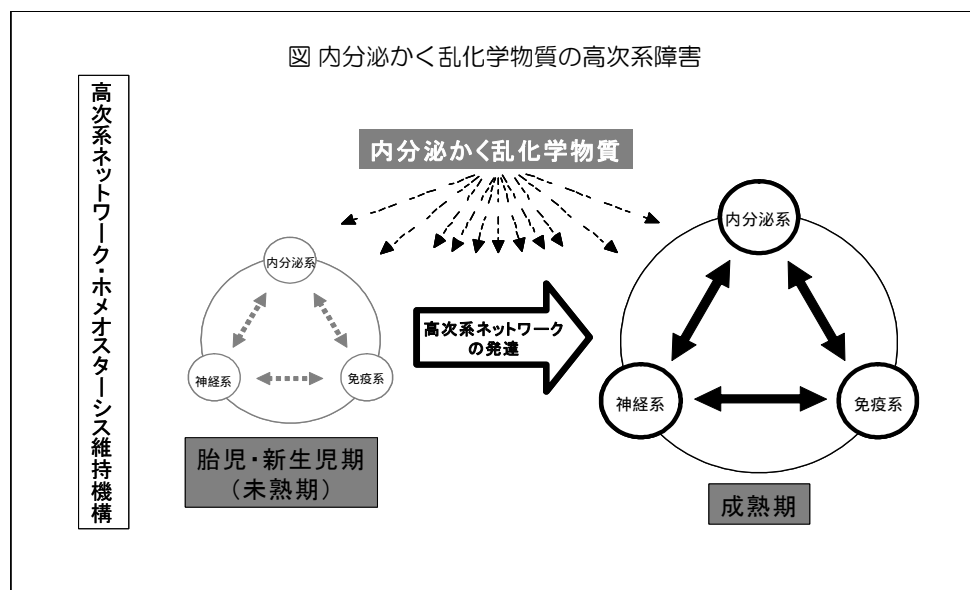 図 内分泌かく乱化学物質の高次系障害
高次系ネットワーク・ホメオスターシス維持機構
内分泌かく乱化学物質
内分泌系
神経系
免疫系
胎児・新生児期
（未熟期）
高次系ネットワーク
の発達
内分泌系
神経系
免疫系
成熟期